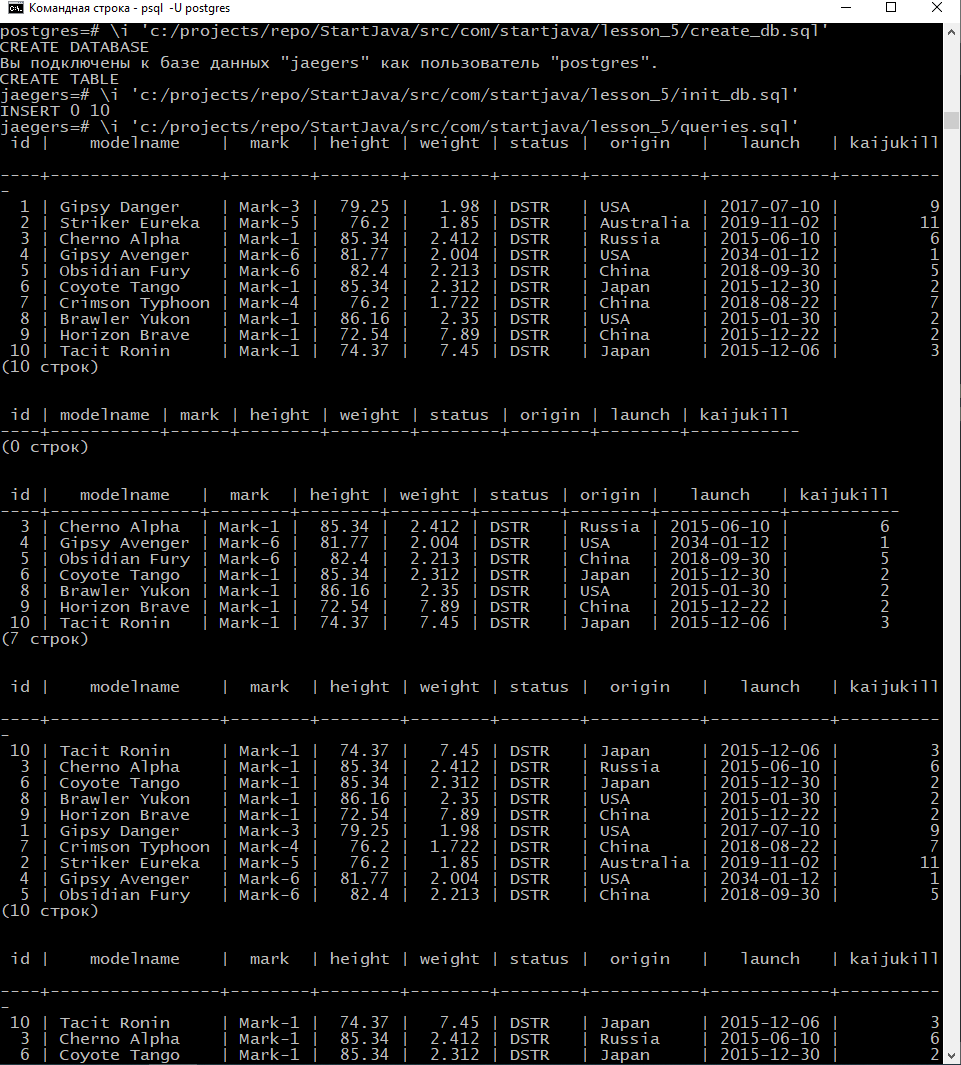 Командная строка - psql -U postgres
postgres=# \i 'c:/projects/repo/StartJava/src/com/startjava/lesson_5/create_db.sql'
CREATE DATABASE
Вы подключены к базе данных "jaegers" как пользователь "postgres".
CREATE TABLE
jaegers=# \i 'c:/projects/repo/StartJava/src/com/startjava/lesson_5/init_db.sql'
INSERT 0 10
jaegers=# \i 'c:/projects/repo/StartJava/src/com/startjava/lesson_5/queries.sql'
 id |    modelname    |  mark  | height | weight | status |  origin   |   launch   | kaijukill
----+-----------------+--------+--------+--------+--------+-----------+------------+----------
-
  1 | Gipsy Danger    | Mark-3 |  79.25 |   1.98 | DSTR   | USA       | 2017-07-10 |         9
  2 | Striker Eureka  | Mark-5 |   76.2 |   1.85 | DSTR   | Australia | 2019-11-02 |        11
  3 | Cherno Alpha    | Mark-1 |  85.34 |  2.412 | DSTR   | Russia    | 2015-06-10 |         6
  4 | Gipsy Avenger   | Mark-6 |  81.77 |  2.004 | DSTR   | USA       | 2034-01-12 |         1
  5 | Obsidian Fury   | Mark-6 |   82.4 |  2.213 | DSTR   | China     | 2018-09-30 |         5
  6 | Coyote Tango    | Mark-1 |  85.34 |  2.312 | DSTR   | Japan     | 2015-12-30 |         2
  7 | Crimson Typhoon | Mark-4 |   76.2 |  1.722 | DSTR   | China     | 2018-08-22 |         7
  8 | Brawler Yukon   | Mark-1 |  86.16 |   2.35 | DSTR   | USA       | 2015-01-30 |         2
  9 | Horizon Brave   | Mark-1 |  72.54 |   7.89 | DSTR   | China     | 2015-12-22 |         2
 10 | Tacit Ronin     | Mark-1 |  74.37 |   7.45 | DSTR   | Japan     | 2015-12-06 |         3
(10 строк)
 id | modelname | mark | height | weight | status | origin | launch | kaijukill
----+-----------+------+--------+--------+--------+--------+--------+-----------
(0 строк)
 id |   modelname   |  mark  | height | weight | status | origin |   launch   | kaijukill
----+---------------+--------+--------+--------+--------+--------+------------+-----------
  3 | Cherno Alpha  | Mark-1 |  85.34 |  2.412 | DSTR   | Russia | 2015-06-10 |         6
  4 | Gipsy Avenger | Mark-6 |  81.77 |  2.004 | DSTR   | USA    | 2034-01-12 |         1
  5 | Obsidian Fury | Mark-6 |   82.4 |  2.213 | DSTR   | China  | 2018-09-30 |         5
  6 | Coyote Tango  | Mark-1 |  85.34 |  2.312 | DSTR   | Japan  | 2015-12-30 |         2
  8 | Brawler Yukon | Mark-1 |  86.16 |   2.35 | DSTR   | USA    | 2015-01-30 |         2
  9 | Horizon Brave | Mark-1 |  72.54 |   7.89 | DSTR   | China  | 2015-12-22 |         2
 10 | Tacit Ronin   | Mark-1 |  74.37 |   7.45 | DSTR   | Japan  | 2015-12-06 |         3
(7 строк)
 id |    modelname    |  mark  | height | weight | status |  origin   |   launch   | kaijukill
----+-----------------+--------+--------+--------+--------+-----------+------------+----------
-
 10 | Tacit Ronin     | Mark-1 |  74.37 |   7.45 | DSTR   | Japan     | 2015-12-06 |         3
  3 | Cherno Alpha    | Mark-1 |  85.34 |  2.412 | DSTR   | Russia    | 2015-06-10 |         6
  6 | Coyote Tango    | Mark-1 |  85.34 |  2.312 | DSTR   | Japan     | 2015-12-30 |         2
  8 | Brawler Yukon   | Mark-1 |  86.16 |   2.35 | DSTR   | USA       | 2015-01-30 |         2
  9 | Horizon Brave   | Mark-1 |  72.54 |   7.89 | DSTR   | China     | 2015-12-22 |         2
  1 | Gipsy Danger    | Mark-3 |  79.25 |   1.98 | DSTR   | USA       | 2017-07-10 |         9
  7 | Crimson Typhoon | Mark-4 |   76.2 |  1.722 | DSTR   | China     | 2018-08-22 |         7
  2 | Striker Eureka  | Mark-5 |   76.2 |   1.85 | DSTR   | Australia | 2019-11-02 |        11
  4 | Gipsy Avenger   | Mark-6 |  81.77 |  2.004 | DSTR   | USA       | 2034-01-12 |         1
  5 | Obsidian Fury   | Mark-6 |   82.4 |  2.213 | DSTR   | China     | 2018-09-30 |         5
(10 строк)
 id |    modelname    |  mark  | height | weight | status |  origin   |   launch   | kaijukill
----+-----------------+--------+--------+--------+--------+-----------+------------+----------
-
 10 | Tacit Ronin     | Mark-1 |  74.37 |   7.45 | DSTR   | Japan     | 2015-12-06 |         3
  3 | Cherno Alpha    | Mark-1 |  85.34 |  2.412 | DSTR   | Russia    | 2015-06-10 |         6
  6 | Coyote Tango    | Mark-1 |  85.34 |  2.312 | DSTR   | Japan     | 2015-12-30 |         2